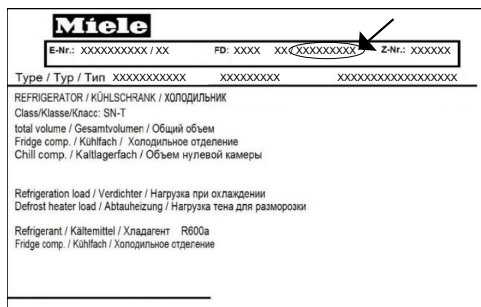 Miele
E-Nr.: XXXXXXXXXX / XX FD: XXXX XX XXXXXXXXX Z-Nr.: XXXXXX
Type / Typ / Тип XXXXXXXXXXX XXXXXXXXX XXXXXXXXXXXXXXXXXX
REFRIGERATOR / KÜHLSCHRANK / ХОЛОДИЛЬНИК
Class/Klasse/Класс: SN-T
total volume / Gesamtvolumen / Общий объем
Fridge comp. / Kühlfach / Холодильное отделение
Chill comp. / Kaltlagerfach / Объем нулевой камеры
Refrigeration load / Verdichter / Нагрузка при охлаждении
Defrost heater load / Abtauheizung / Нагрузка тена для разморозки
Refrigerant / Kältemittel / Хладагент R600a
Fridge comp. / Kühlfach / Холодильное отделение